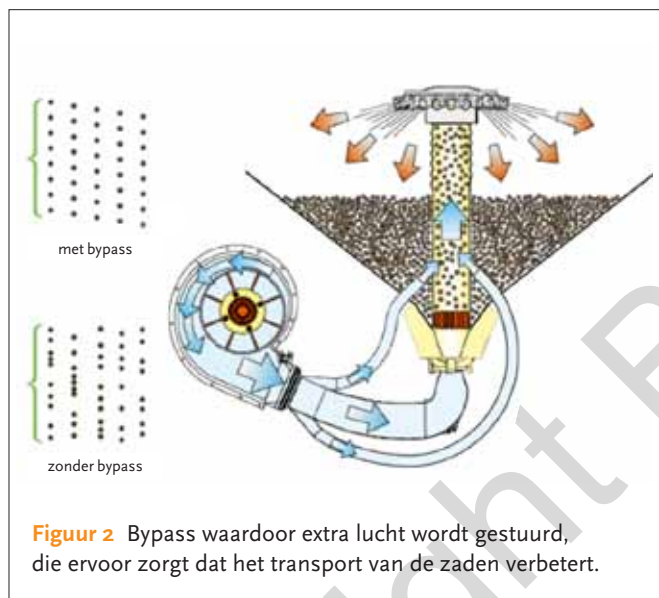 met bypass
zonder bypass
Figuur 2 Bypass waardoor extra lucht wordt gestuurd,
die ervoor zorgt dat het transport van de zaden verbetert.